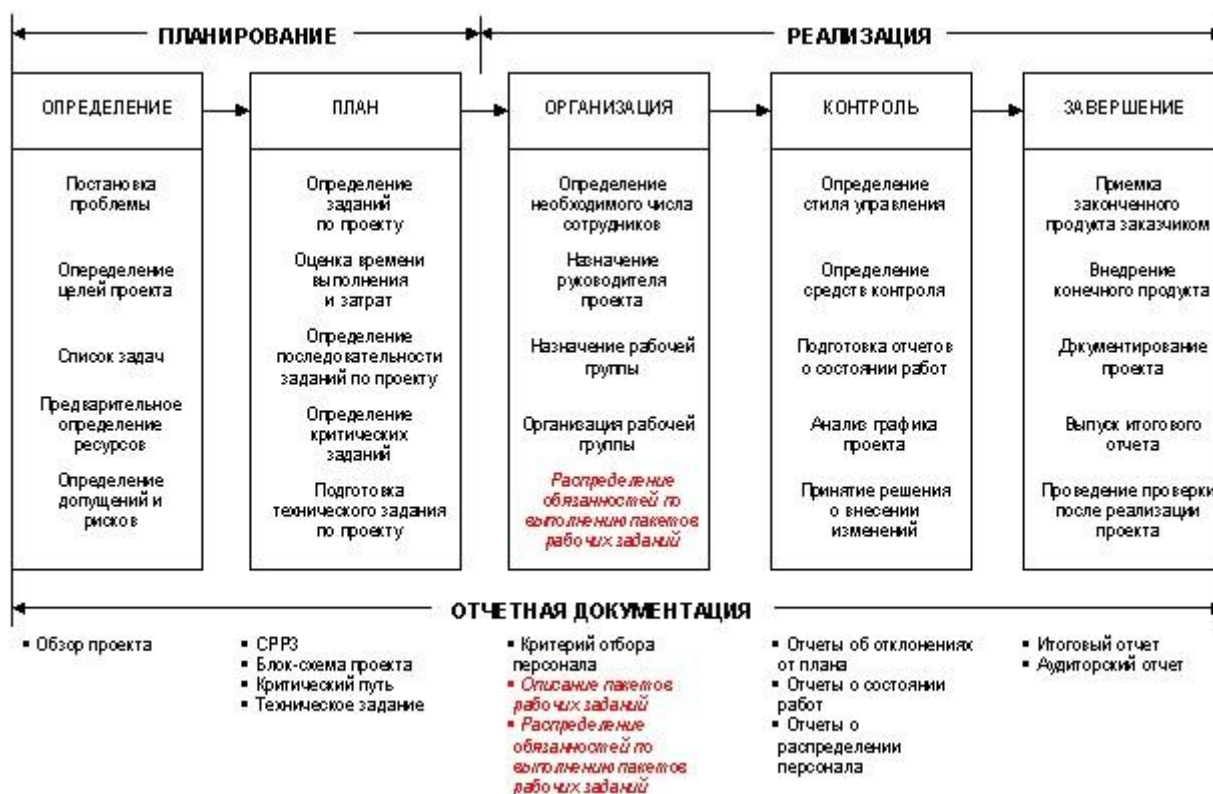 ПЛАНИРОВАНИЕ
РЕАЛИЗАЦИЯ
ОПРЕДЕЛЕНИЕ
Постановка
проблемы
Опеределение
целей проекта
Список задач
Предварительное
определение
ресурсов
Определение
допущений и
рисков
ПЛАН
Определение
заданий
по проекту
Оценка времени
выполнения
и затрат
Определение
последовательности
заданий по проекту
Определение
критических
заданий
Подготовка
технического задания
по проекту
ОРГАНИЗАЦИЯ
Определение
необходимого числа
сотрудников
Назначение
руководителя
проекта
Назначение рабочей
группы
Организация рабочей
группы
Распределение
обязанностей по
выполнению пакетов
рабочих заданий
КОНТРОЛЬ
Определение
стиля управления
Определение
средств контроля
Подготовка отчетов
о состоянии работ
Анализ графика
проекта
Принятие решения
о внесении
изменений
ЗАВЕРШЕНИЕ
Приемка
законченного
продукта заказчиком
Внедрение
конечного продукта
Документирование
проекта
Выпуск итогового
отчета
Проведение проверки
после реализации
проекта
ОТЧЕТНАЯ ДОКУМЕНТАЦИЯ
▪ Обзор проекта
▪ СРРЗ
▪ Блок-схема проекта
▪ Критический путь
▪ Техническое задание
▪ Критерий отбора
персонала
▪ Описание пакетов
рабочих заданий
▪ Распределение
обязанностей по
выполнению пакетов
рабочих заданий
▪ Отчеты об отклонениях
от плана
▪ Отчеты о состоянии
работ
▪ Отчеты о
распределении
персонала
▪ Итоговый отчет
▪ Аудиторский отчет